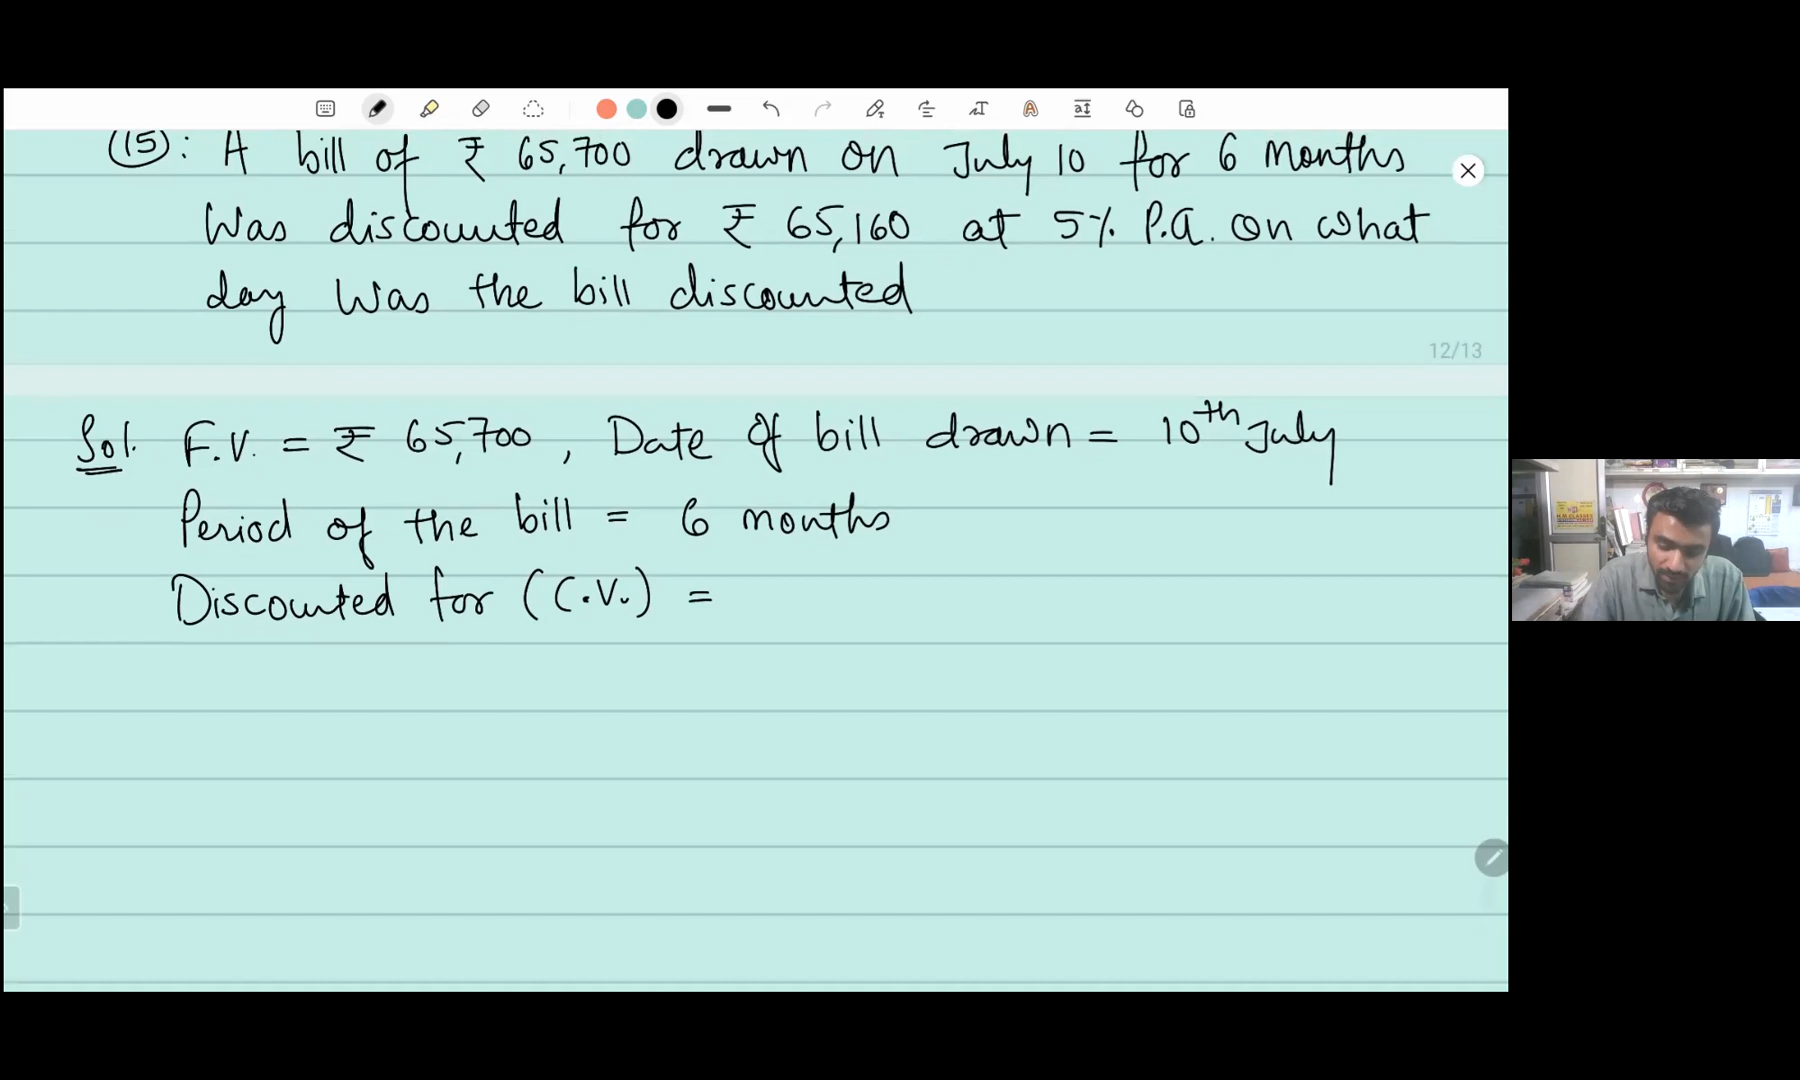 (15): A bill of ₹ 65,700 drawn on July 10 for 6 months
Was discounted for ₹ 65,160 at 5% P.a. on what
day was the bill discounted
12/13
Sol. F.V. = ₹ 65,700, Date of bill drawn = 10th July
Period of the bill = 6 months
Discounted for (C.V.) =